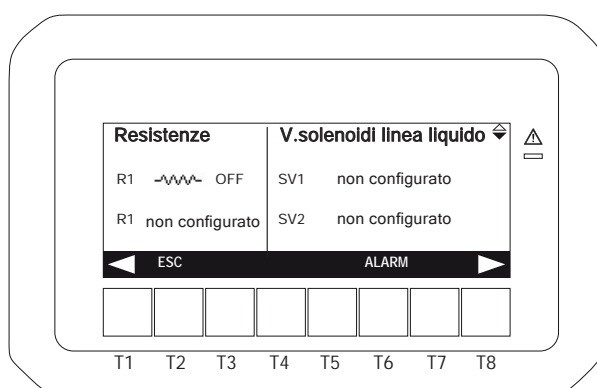 Resistenze
V.solenoidi linea liquido
R1 OFF
SV1 non configurato
R1 non configurato
SV2 non configurato
ESC ALARM
T1 T2 T3 T4 T5 T6 T7 T8